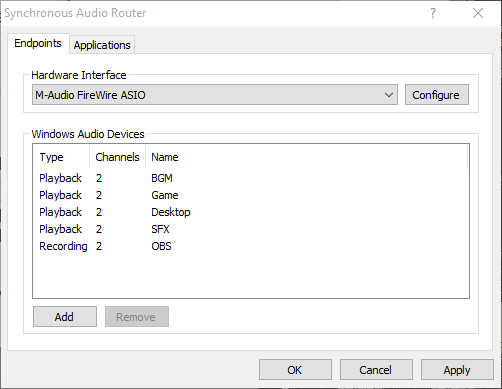 Synchronous Audio Router ? ×
Endpoints Applications
Hardware Interface
M-Audio FireWire ASIO Configure
Windows Audio Devices
Type Channels Name
Playback 2 BGM
Playback 2 Game
Playback 2 Desktop
Playback 2 SFX
Recording 2 OBS
Add Remove
OK Cancel Apply